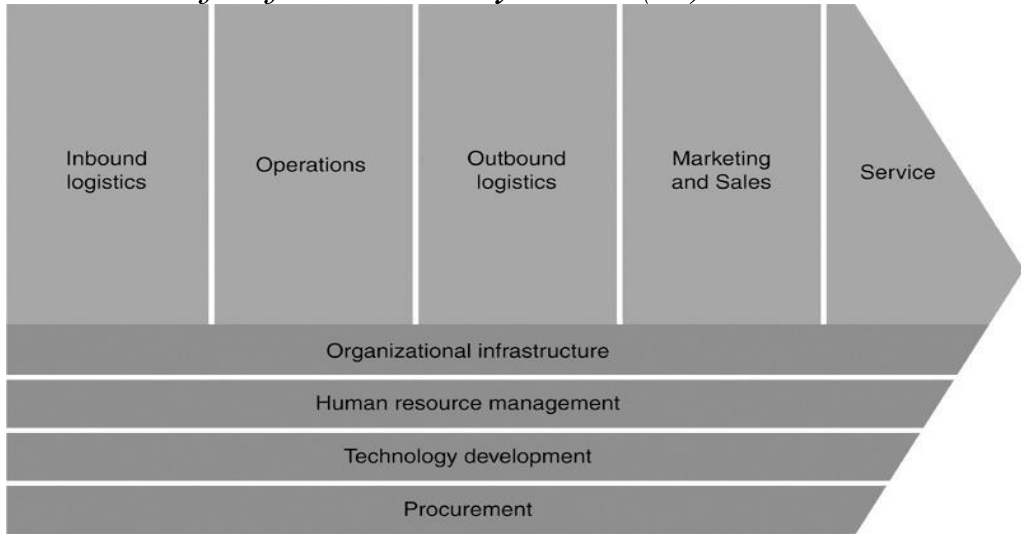 Inbound
logistics
Operations
Outbound
logistics
Marketing
and Sales
Service
Organizational infrastructure
Human resource management
Technology development
Procurement